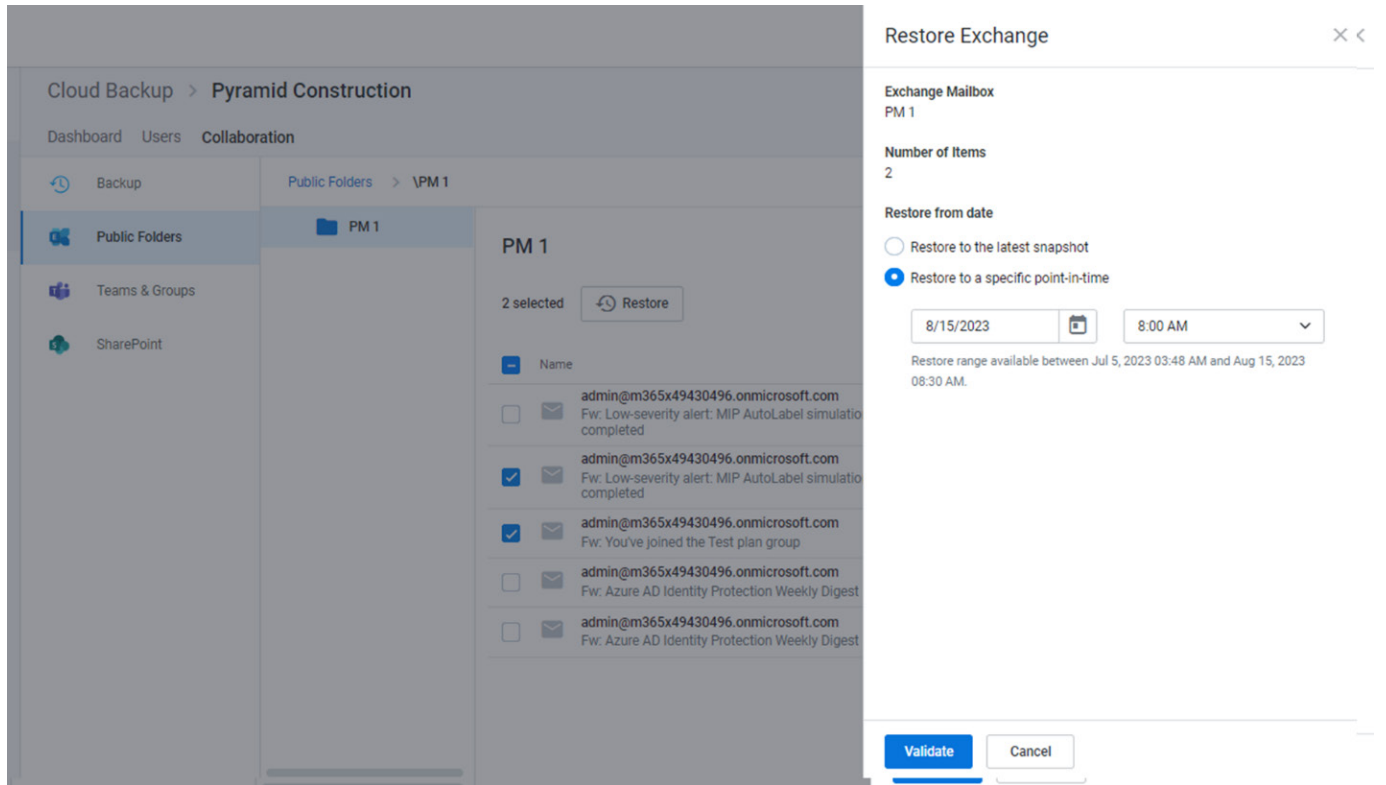 Restore Exchange
Cloud Backup > Pyramid Construction
Dashboard Users Collaboration
Backup
Public Folders
Teams & Groups
SharePoint
Public Folders > \PM 1
PM 1
PM 1
2 selected
Restore
Name
admin@m365x49430496.onmicrosoft.com
Fw: Low-severity alert: MIP AutoLabel simulatio
completed
admin@m365x49430496.onmicrosoft.com
Fw: Low-severity alert: MIP AutoLabel simulatio
completed
admin@m365x49430496.onmicrosoft.com
Fw: You've joined the Test plan group
admin@m365x49430496.onmicrosoft.com
Fw: Azure AD Identity Protection Weekly Digest
admin@m365x49430496.onmicrosoft.com
Fw: Azure AD Identity Protection Weekly Digest
Exchange Mailbox
PM 1
Number of Items
2
Restore from date
Restore to the latest snapshot
Restore to a specific point-in-time
8/15/2023
8:00 AM
Restore range available between Jul 5, 2023 03:48 AM and Aug 15, 2023
08:30 AM.
Validate
Cancel